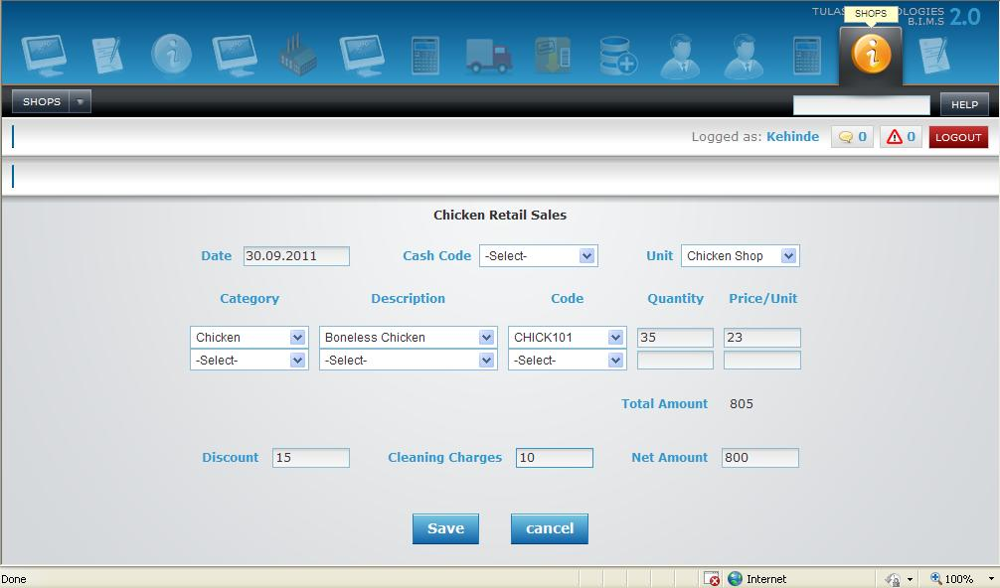 SHOPS
TULAS OLOGIES
B.I.M.S 2.0
SHOPS
HELP
Logged as: Kehinde 0 0 LOGOUT
Chicken Retail Sales
Date 30.09.2011 Cash Code -Select- Unit Chicken Shop
Category Description Code Quantity Price/Unit
Chicken Boneless Chicken CHICK101 35 23
-Select- -Select- -Select-
Total Amount 805
Discount 15 Cleaning Charges 10 Net Amount 800
Save cancel
Done Internet 100%